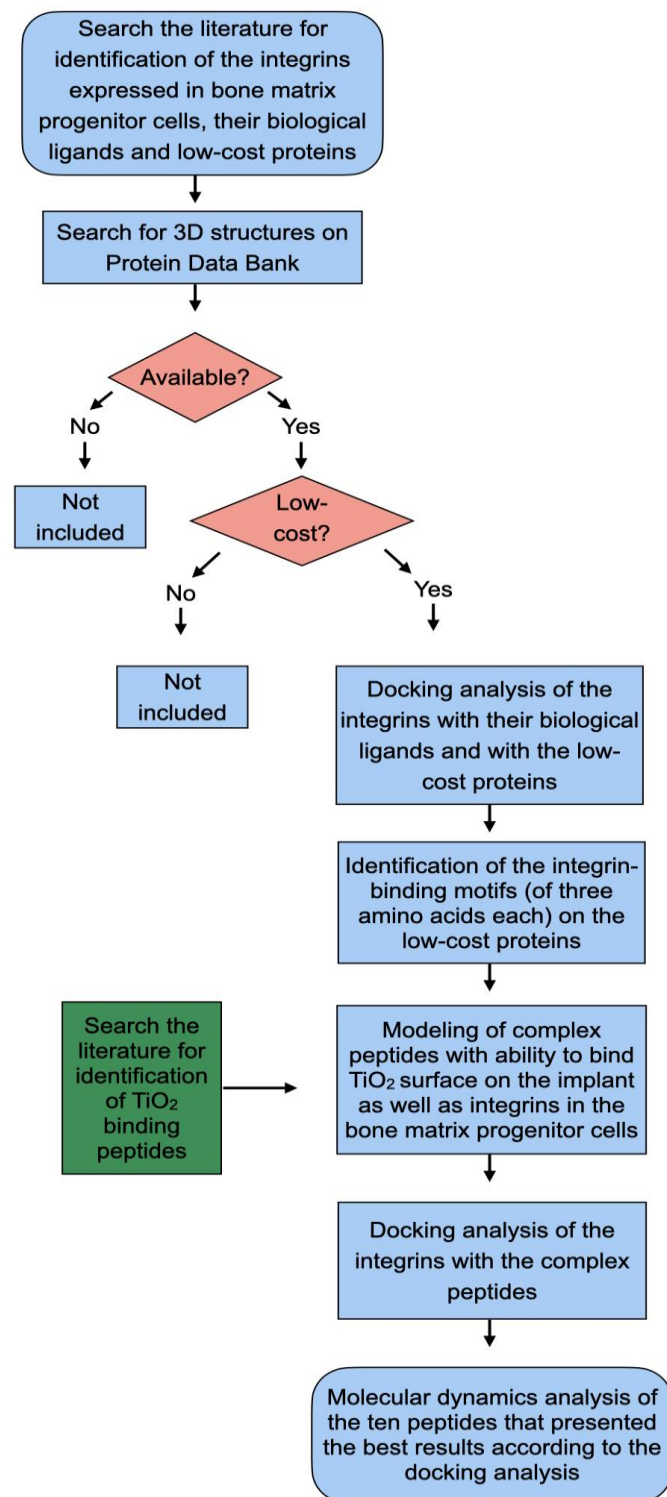 Search the literature for
identification of the integrins
expressed in bone matrix
progenitor cells, their biological
ligands and low-cost proteins
Search for 3D structures on
Protein Data Bank
Available?
No
Yes
Not
included
Low-
cost?
No
Yes
Not
included
Docking analysis of the
integrins with their biological
ligands and with the low-
cost proteins
Identification of the integrin-
binding motifs (of three
amino acids each) on the
low-cost proteins
Search the
literature for
identification
of TiO₂
binding
peptides
Modeling of complex
peptides with ability to bind
TiO₂ surface on the implant
as well as integrins in the
bone matrix progenitor cells
Docking analysis of the
integrins with the complex
peptides
Molecular dynamics analysis of
the ten peptides that presented
the best results according to the
docking analysis